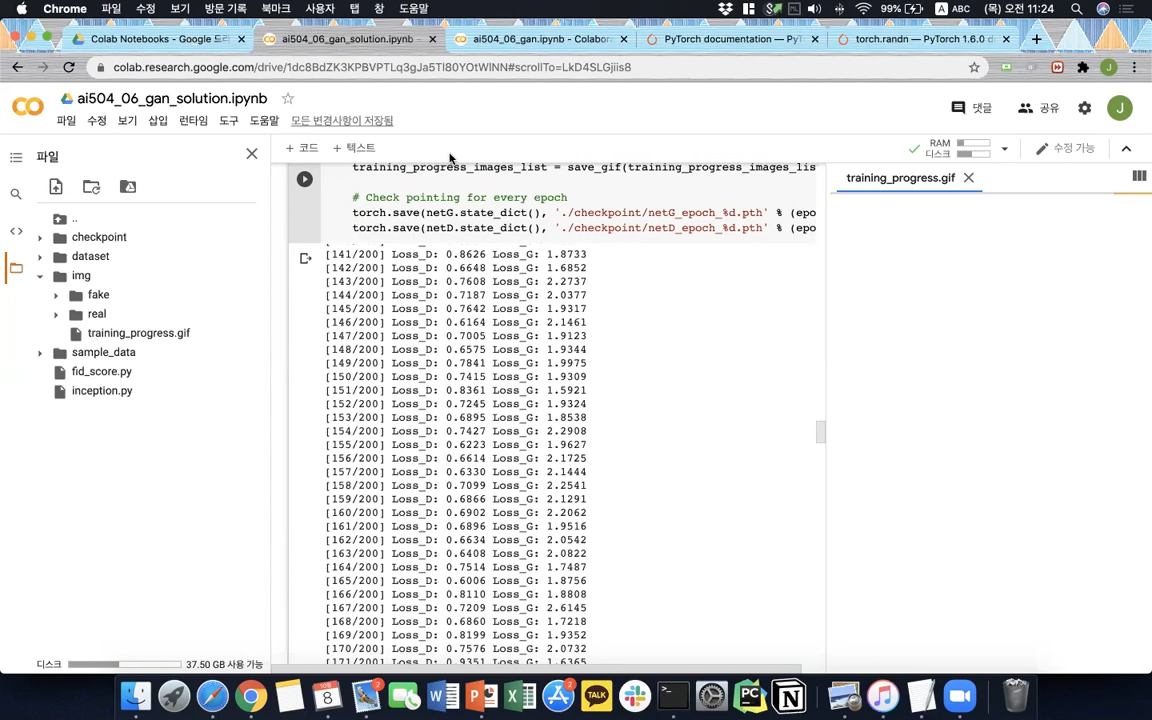 Chrome 파일 수정 보기 방문 기록 북마크 사용자 탭 창 도움말 99% A ABC (목) 오전 11:24
Colab Notebooks – Google 드라 × ai504_06_gan_solution.ipynb – × ai504_06_gan.ipynb - Colabora × PyTorch documentation — PyT × torch.randn — PyTorch 1.6.0 d ×
J
ai504_06_gan_solution.ipynb
댓글 공유 J
파일 수정 보기 삽입 런타임 도구 도움말 모든 변경사항이 저장됨
파일
+ 코드 + 텍스트
RAM
디스크
수정 가능
..
checkpoint
dataset
img
fake
real
training_progress.gif
sample_data
fid_score.py
inception.py
디스크 37.50 GB 사용 가능
training_progress_images_list = save_gif(training_progress_images_lis
# Check pointing for every epoch
torch.save(netG.state_dict(), './checkpoint/netG_epoch_%d.pth' % (epo
torch.save(netD.state_dict(), './checkpoint/netD_epoch_%d.pth' % (epo
[141/200] Loss_D: 0.8626 Loss_G: 1.8733
[142/200] Loss_D: 0.6648 Loss_G: 1.6852
[143/200] Loss_D: 0.7608 Loss_G: 2.2737
[144/200] Loss_D: 0.7187 Loss_G: 2.0377
[145/200] Loss_D: 0.7642 Loss_G: 1.9317
[146/200] Loss_D: 0.6164 Loss_G: 2.1461
[147/200] Loss_D: 0.7005 Loss_G: 1.9123
[148/200] Loss_D: 0.6575 Loss_G: 1.9344
[149/200] Loss_D: 0.7841 Loss_G: 1.9975
[150/200] Loss_D: 0.7415 Loss_G: 1.9309
[151/200] Loss_D: 0.8361 Loss_G: 1.5921
[152/200] Loss_D: 0.7245 Loss_G: 1.9324
[153/200] Loss_D: 0.6895 Loss_G: 1.8538
[154/200] Loss_D: 0.7427 Loss_G: 2.2908
[155/200] Loss_D: 0.6223 Loss_G: 1.9627
[156/200] Loss_D: 0.6614 Loss_G: 2.1725
[157/200] Loss_D: 0.6330 Loss_G: 2.1444
[158/200] Loss_D: 0.7099 Loss_G: 2.2541
[159/200] Loss_D: 0.6866 Loss_G: 2.1291
[160/200] Loss_D: 0.6902 Loss_G: 2.2062
[161/200] Loss_D: 0.6896 Loss_G: 1.9516
[162/200] Loss_D: 0.6634 Loss_G: 2.0542
[163/200] Loss_D: 0.6408 Loss_G: 2.0822
[164/200] Loss_D: 0.7514 Loss_G: 1.7487
[165/200] Loss_D: 0.6006 Loss_G: 1.8756
[166/200] Loss_D: 0.8110 Loss_G: 1.8808
[167/200] Loss_D: 0.7209 Loss_G: 2.6145
[168/200] Loss_D: 0.6860 Loss_G: 1.7218
[169/200] Loss_D: 0.8199 Loss_G: 1.9352
[170/200] Loss_D: 0.7576 Loss_G: 2.0732
[171/200] Loss_D: 0.9351 Loss_G: 1.6365
training_progress.gif
10월
8
TALK
PC